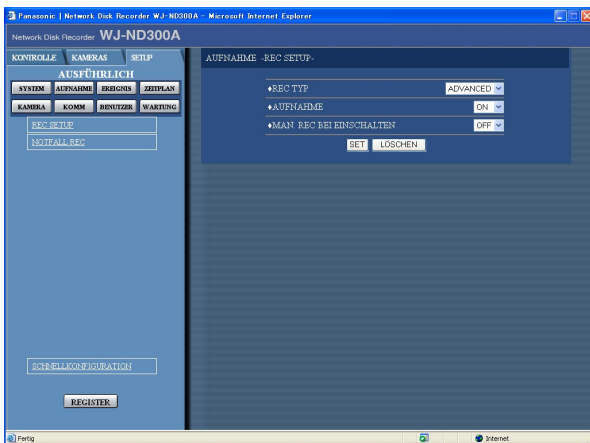 Panasonic | Network Disk Recorder WJ-ND300A - Microsoft Internet Explorer
Network Disk Recorder WJ-ND300A
KONTROLLE KAMERAS SETUP
AUSFÜHRLICH
SYSTEM AUFNAHME EREIGNIS ZEITPLAN
KAMERA KOMM BENUTZER WARTUNG
REC SETUP
NOTFALL REC
SCHNELLKONFIGURATION
REGISTER
AUFNAHME -REC SETUP-
♦REC TYP ADVANCED
♦AUFNAHME ON
♦MAN. REC BEI EINSCHALTEN OFF
SET LÖSCHEN
Fertig Internet